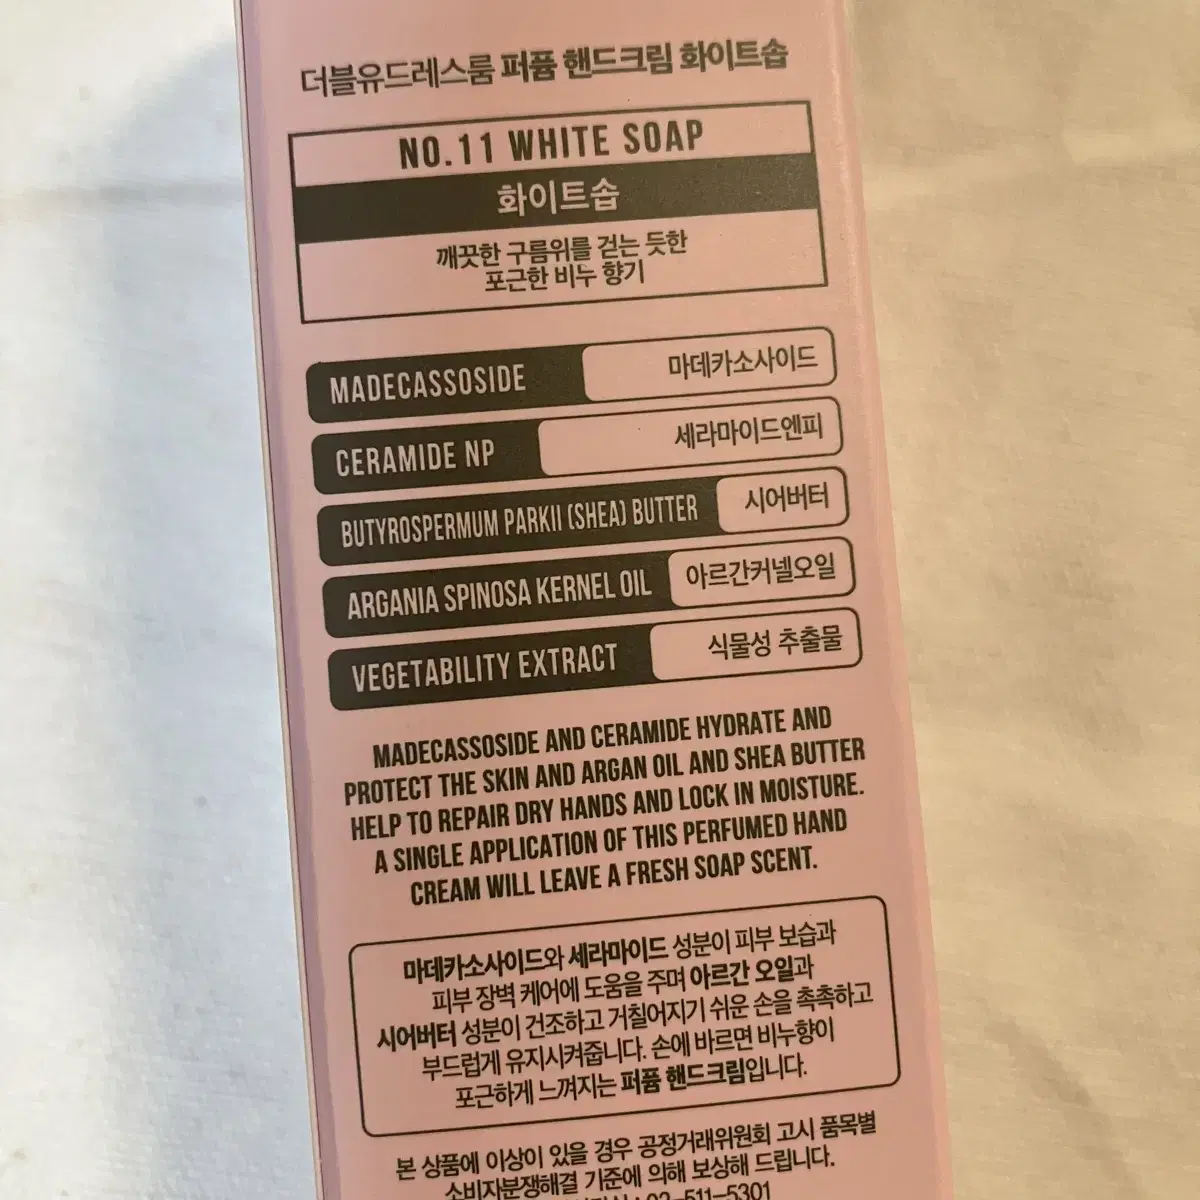 더블유드레스룸 퍼퓸 핸드크림 화이트솝
NO.11 WHITE SOAP
화이트솝
깨끗한 구름위를 걷는 듯한
포근한 비누 향기
MADECASSOSIDE 마데카소사이드
CERAMIDE NP 세라마이드엔피
BUTYROSPERMUM PARKII (SHEA) BUTTER 시어버터
ARGANIA SPINOSA KERNEL OIL 아르간커넬오일
VEGETABILITY EXTRACT 식물성 추출물
MADECASSOSIDE AND CERAMIDE HYDRATE AND
PROTECT THE SKIN AND ARGAN OIL AND SHEA BUTTER
HELP TO REPAIR DRY HANDS AND LOCK IN MOISTURE.
A SINGLE APPLICATION OF THIS PERFUMED HAND
CREAM WILL LEAVE A FRESH SOAP SCENT.
마데카소사이드와 세라마이드 성분이 피부 보습과
피부 장벽 케어에 도움을 주며 아르간 오일과
시어버터 성분이 건조하고 거칠어지기 쉬운 손을 촉촉하고
부드럽게 유지시켜줍니다. 손에 바르면 비누향이
포근하게 느껴지는 퍼퓸 핸드크림입니다.
본 상품에 이상이 있을 경우 공정거래위원회 고시 품목별
소비자분쟁해결 기준에 의해 보상해 드립니다.
02-511-5301